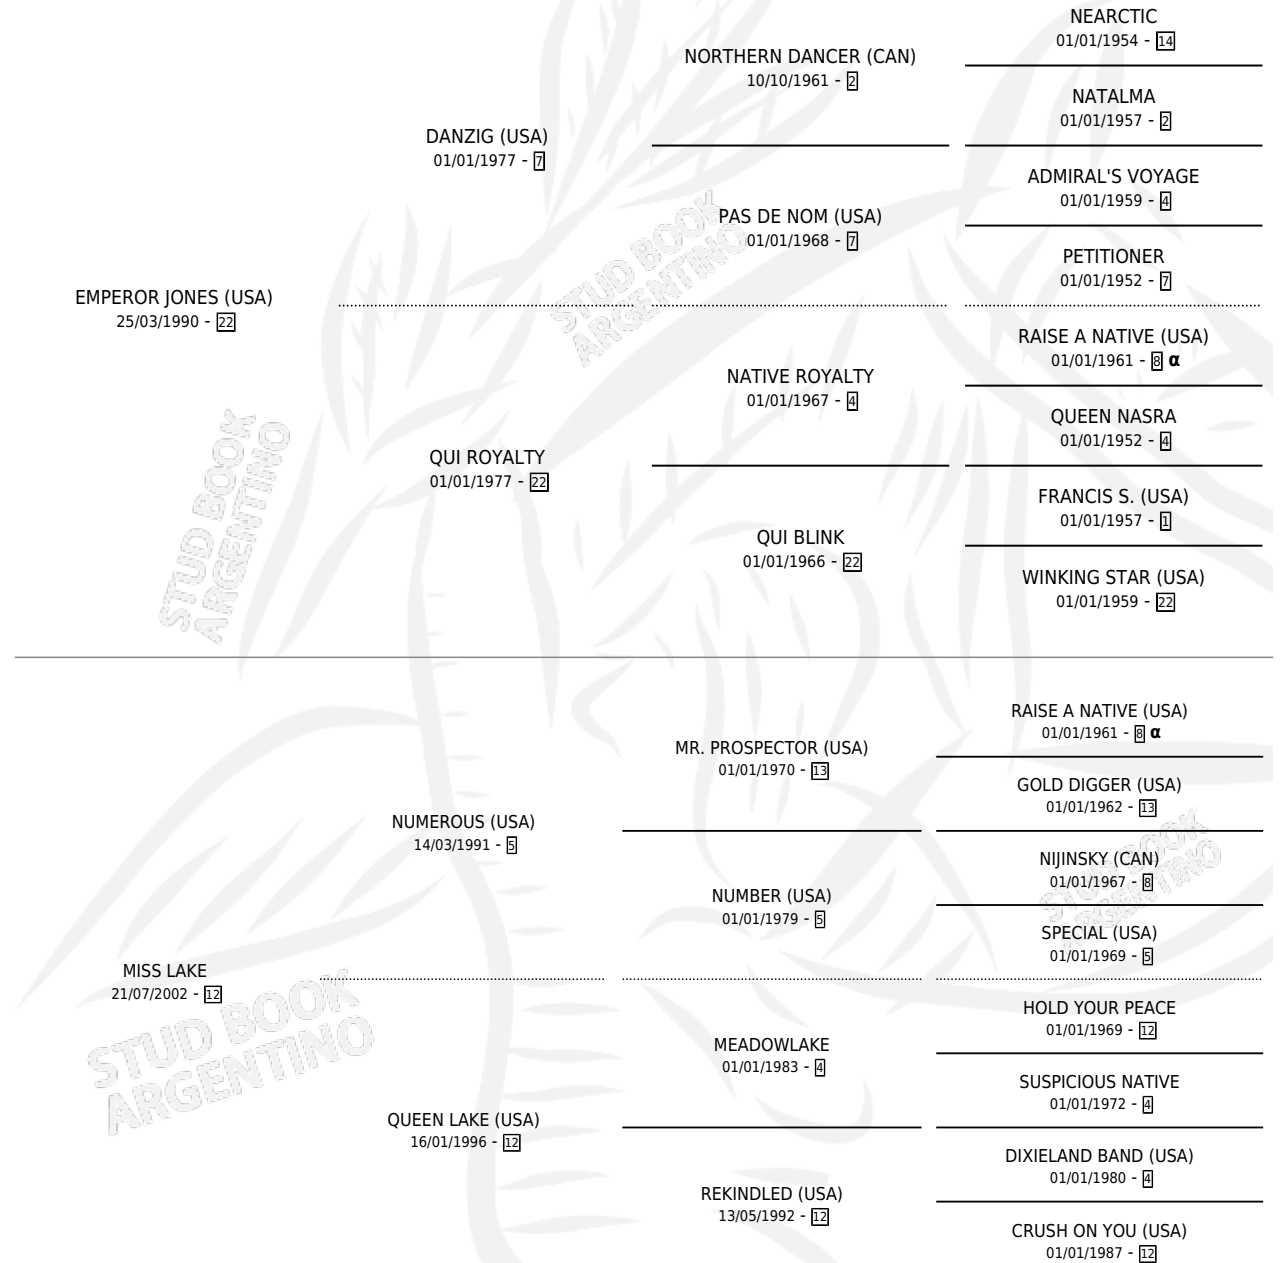 NEARCTIC
01/01/1954 - 14
NORTHERN DANCER (CAN)
10/10/1961 - 2
NATALMA
01/01/1957 - 2
DANZIG (USA)
01/01/1977 - 7
ADMIRAL'S VOYAGE
01/01/1959 - 4
PAS DE NOM (USA)
01/01/1968 - 7
PETITIONER
01/01/1952 - 7
EMPEROR JONES (USA)
25/03/1990 - 22
RAISE A NATIVE (USA)
01/01/1961 - 8 α
NATIVE ROYALTY
01/01/1967 - 4
QUEEN NASRA
01/01/1952 - 4
QUI ROYALTY
01/01/1977 - 22
FRANCIS S. (USA)
01/01/1957 - 1
QUI BLINK
01/01/1966 - 22
WINKING STAR (USA)
01/01/1959 - 22
RAISE A NATIVE (USA)
01/01/1961 - 8 α
MR. PROSPECTOR (USA)
01/01/1970 - 13
GOLD DIGGER (USA)
01/01/1962 - 13
NUMEROUS (USA)
14/03/1991 - 5
NIJINSKY (CAN)
01/01/1967 - 8
NUMBER (USA)
01/01/1979 - 5
SPECIAL (USA)
01/01/1969 - 5
MISS LAKE
21/07/2002 - 12
HOLD YOUR PEACE
01/01/1969 - 12
MEADOWLAKE
01/01/1983 - 4
SUSPICIOUS NATIVE
01/01/1972 - 4
QUEEN LAKE (USA)
16/01/1996 - 12
DIXIELAND BAND (USA)
01/01/1980 - 4
REKINDLED (USA)
13/05/1992 - 12
CRUSH ON YOU (USA)
01/01/1987 - 12
STUD BOOK
ARGENTINO
STUD BOOK
ARGENTINO
STUD BOOK
ARGENTINO
STUD BOOK
ARGENTINO